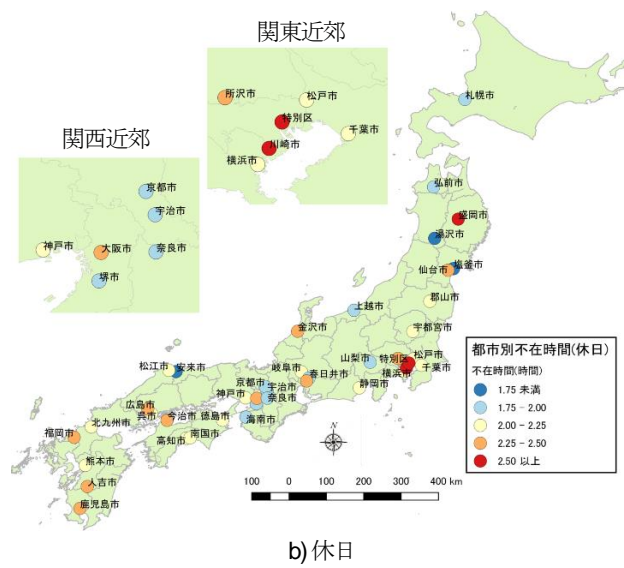 関東近郊
所沢市
松戸市
特別区
千葉市
川崎市
横浜市
関西近郊
京都市
宇治市
神戸市
大阪市
奈良市
堺市
札幌市
弘前市
盛岡市
湯沢市
仙台市
塩釜市
郡山市
上越市
金沢市
宇都宮市
松江市
安来市
岐阜市
春日井市
山梨市
特別区
松戸市
千葉市
横浜市
静岡市
京都市
宇治市
神戸市
奈良市
海南市
広島市
呉市
今治市
徳島市
福岡市
北九州市
高知市
南国市
熊本市
人吉市
鹿児島市
都市別不在時間(休日)
不在時間(時間)
1.75 未満
1.75 - 2.00
2.00 - 2.25
2.25 - 2.50
2.50 以上
100 0 100 200 300 400 km
b)休日